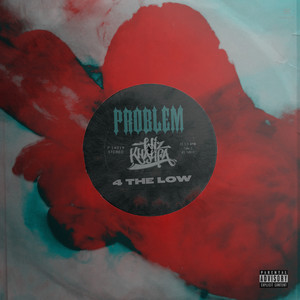 PROBLEM
Wiz
KHALIFA
4 THE LOW
PARENTAL
ADVISORY
EXPLICIT CONTENT